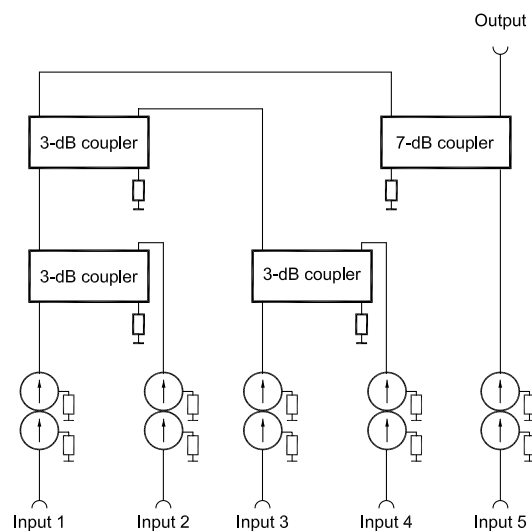 Output
3-dB coupler
7-dB coupler
3-dB coupler
3-dB coupler
Input 1
Input 2
Input 3
Input 4
Input 5